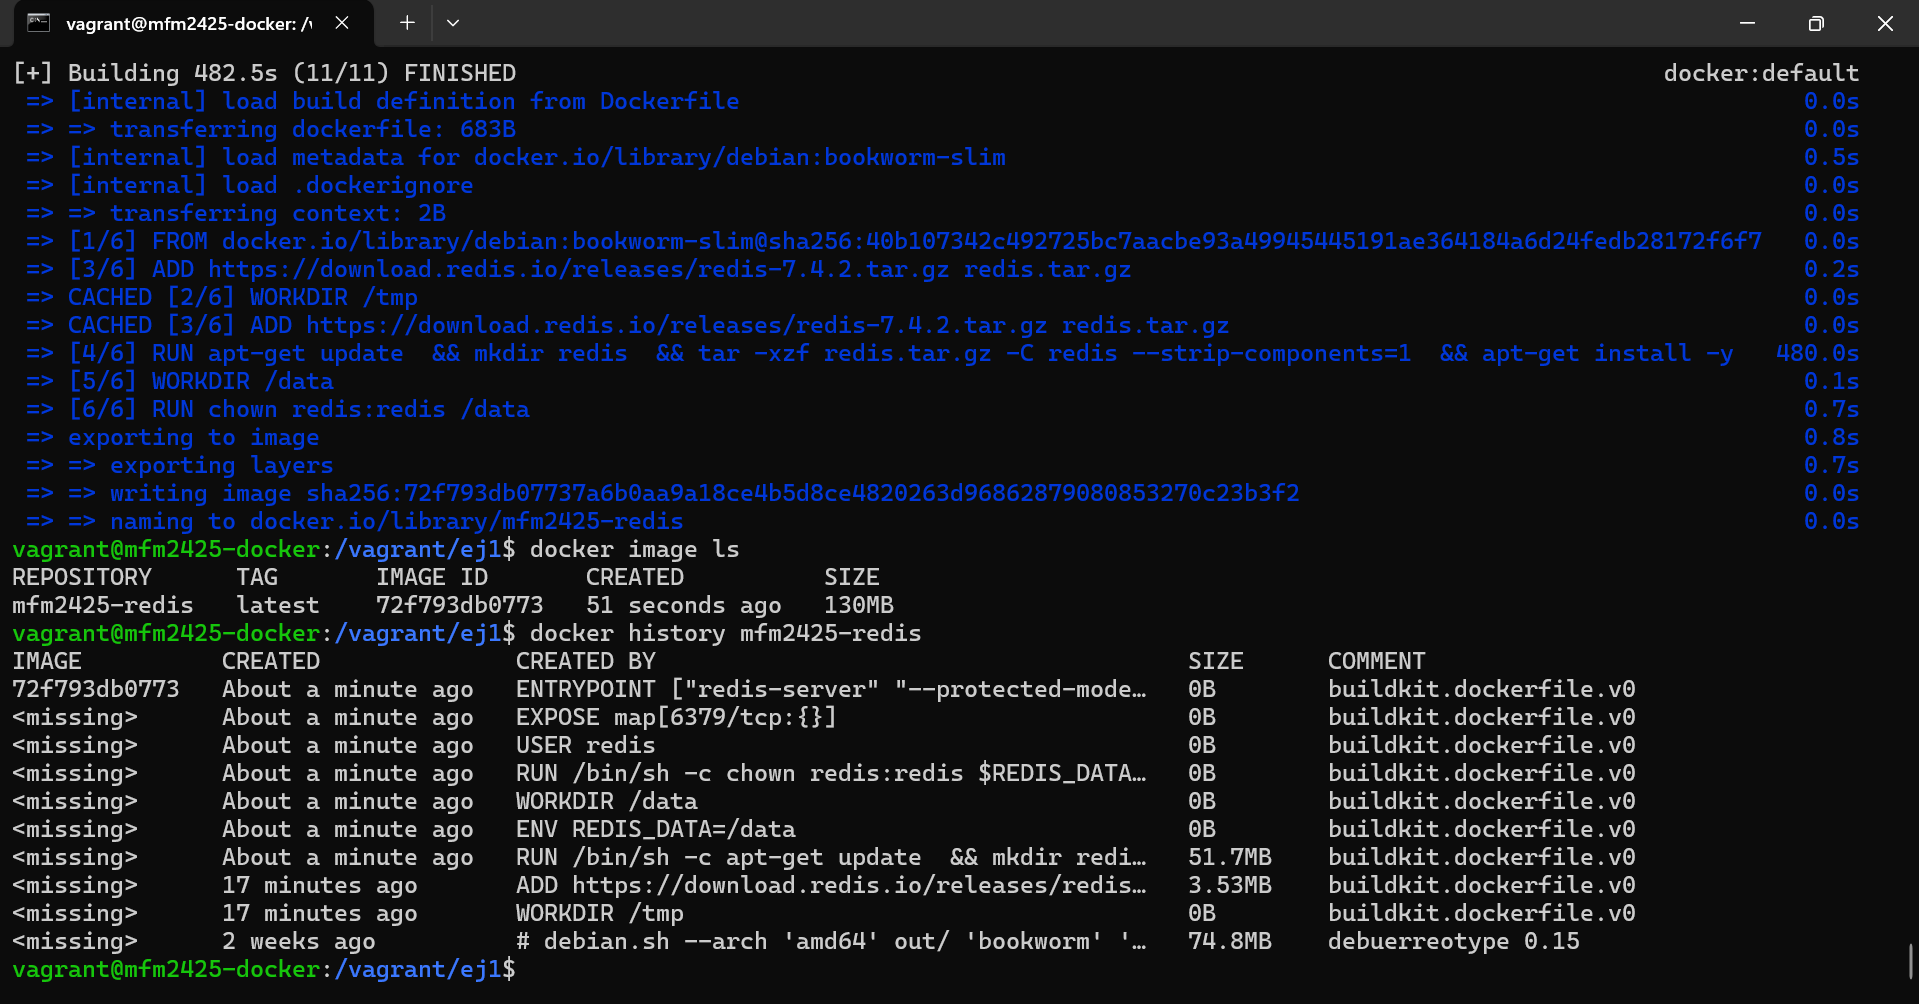 vagrant@mfm2425-docker: /v
[+] Building 482.5s (11/11) FINISHED docker:default
=> [internal] load build definition from Dockerfile 0.0s
=> => transferring dockerfile: 683B 0.0s
=> [internal] load metadata for docker.io/library/debian:bookworm-slim 0.5s
=> [internal] load .dockerignore 0.0s
=> => transferring context: 2B 0.0s
=> [1/6] FROM docker.io/library/debian:bookworm-slim@sha256:40b107342c492725bc7aacbe93a49945445191ae364184a6d24fedb28172f6f7 0.0s
=> [3/6] ADD https://download.redis.io/releases/redis-7.4.2.tar.gz redis.tar.gz 0.2s
=> CACHED [2/6] WORKDIR /tmp 0.0s
=> CACHED [3/6] ADD https://download.redis.io/releases/redis-7.4.2.tar.gz redis.tar.gz 0.0s
=> [4/6] RUN apt-get update  && mkdir redis  && tar -xzf redis.tar.gz -C redis --strip-components=1  && apt-get install -y 480.0s
=> [5/6] WORKDIR /data 0.1s
=> [6/6] RUN chown redis:redis /data 0.7s
=> exporting to image 0.8s
=> => exporting layers 0.7s
=> => writing image sha256:72f793db07737a6b0aa9a18ce4b5d8ce4820263d968628790808​53270c23b3f2 0.0s
=> => naming to docker.io/library/mfm2425-redis 0.0s
vagrant@mfm2425-docker:/vagrant/ej1$ docker image ls
REPOSITORY TAG IMAGE ID CREATED SIZE
mfm2425-redis latest 72f793db0773 51 seconds ago 130MB
vagrant@mfm2425-docker:/vagrant/ej1$ docker history mfm2425-redis
IMAGE CREATED CREATED BY SIZE COMMENT
72f793db0773 About a minute ago ENTRYPOINT ["redis-server" "--protected-mode… 0B buildkit.dockerfile.v0
<missing> About a minute ago EXPOSE map[6379/tcp:{}] 0B buildkit.dockerfile.v0
<missing> About a minute ago USER redis 0B buildkit.dockerfile.v0
<missing> About a minute ago RUN /bin/sh -c chown redis:redis $REDIS_DATA… 0B buildkit.dockerfile.v0
<missing> About a minute ago WORKDIR /data 0B buildkit.dockerfile.v0
<missing> About a minute ago ENV REDIS_DATA=/data 0B buildkit.dockerfile.v0
<missing> About a minute ago RUN /bin/sh -c apt-get update  && mkdir redi… 51.7MB buildkit.dockerfile.v0
<missing> 17 minutes ago ADD https://download.redis.io/releases/redis… 3.53MB buildkit.dockerfile.v0
<missing> 17 minutes ago WORKDIR /tmp 0B buildkit.dockerfile.v0
<missing> 2 weeks ago # debian.sh --arch 'amd64' out/ 'bookworm' '… 74.8MB debuerreotype 0.15
vagrant@mfm2425-docker:/vagrant/ej1$